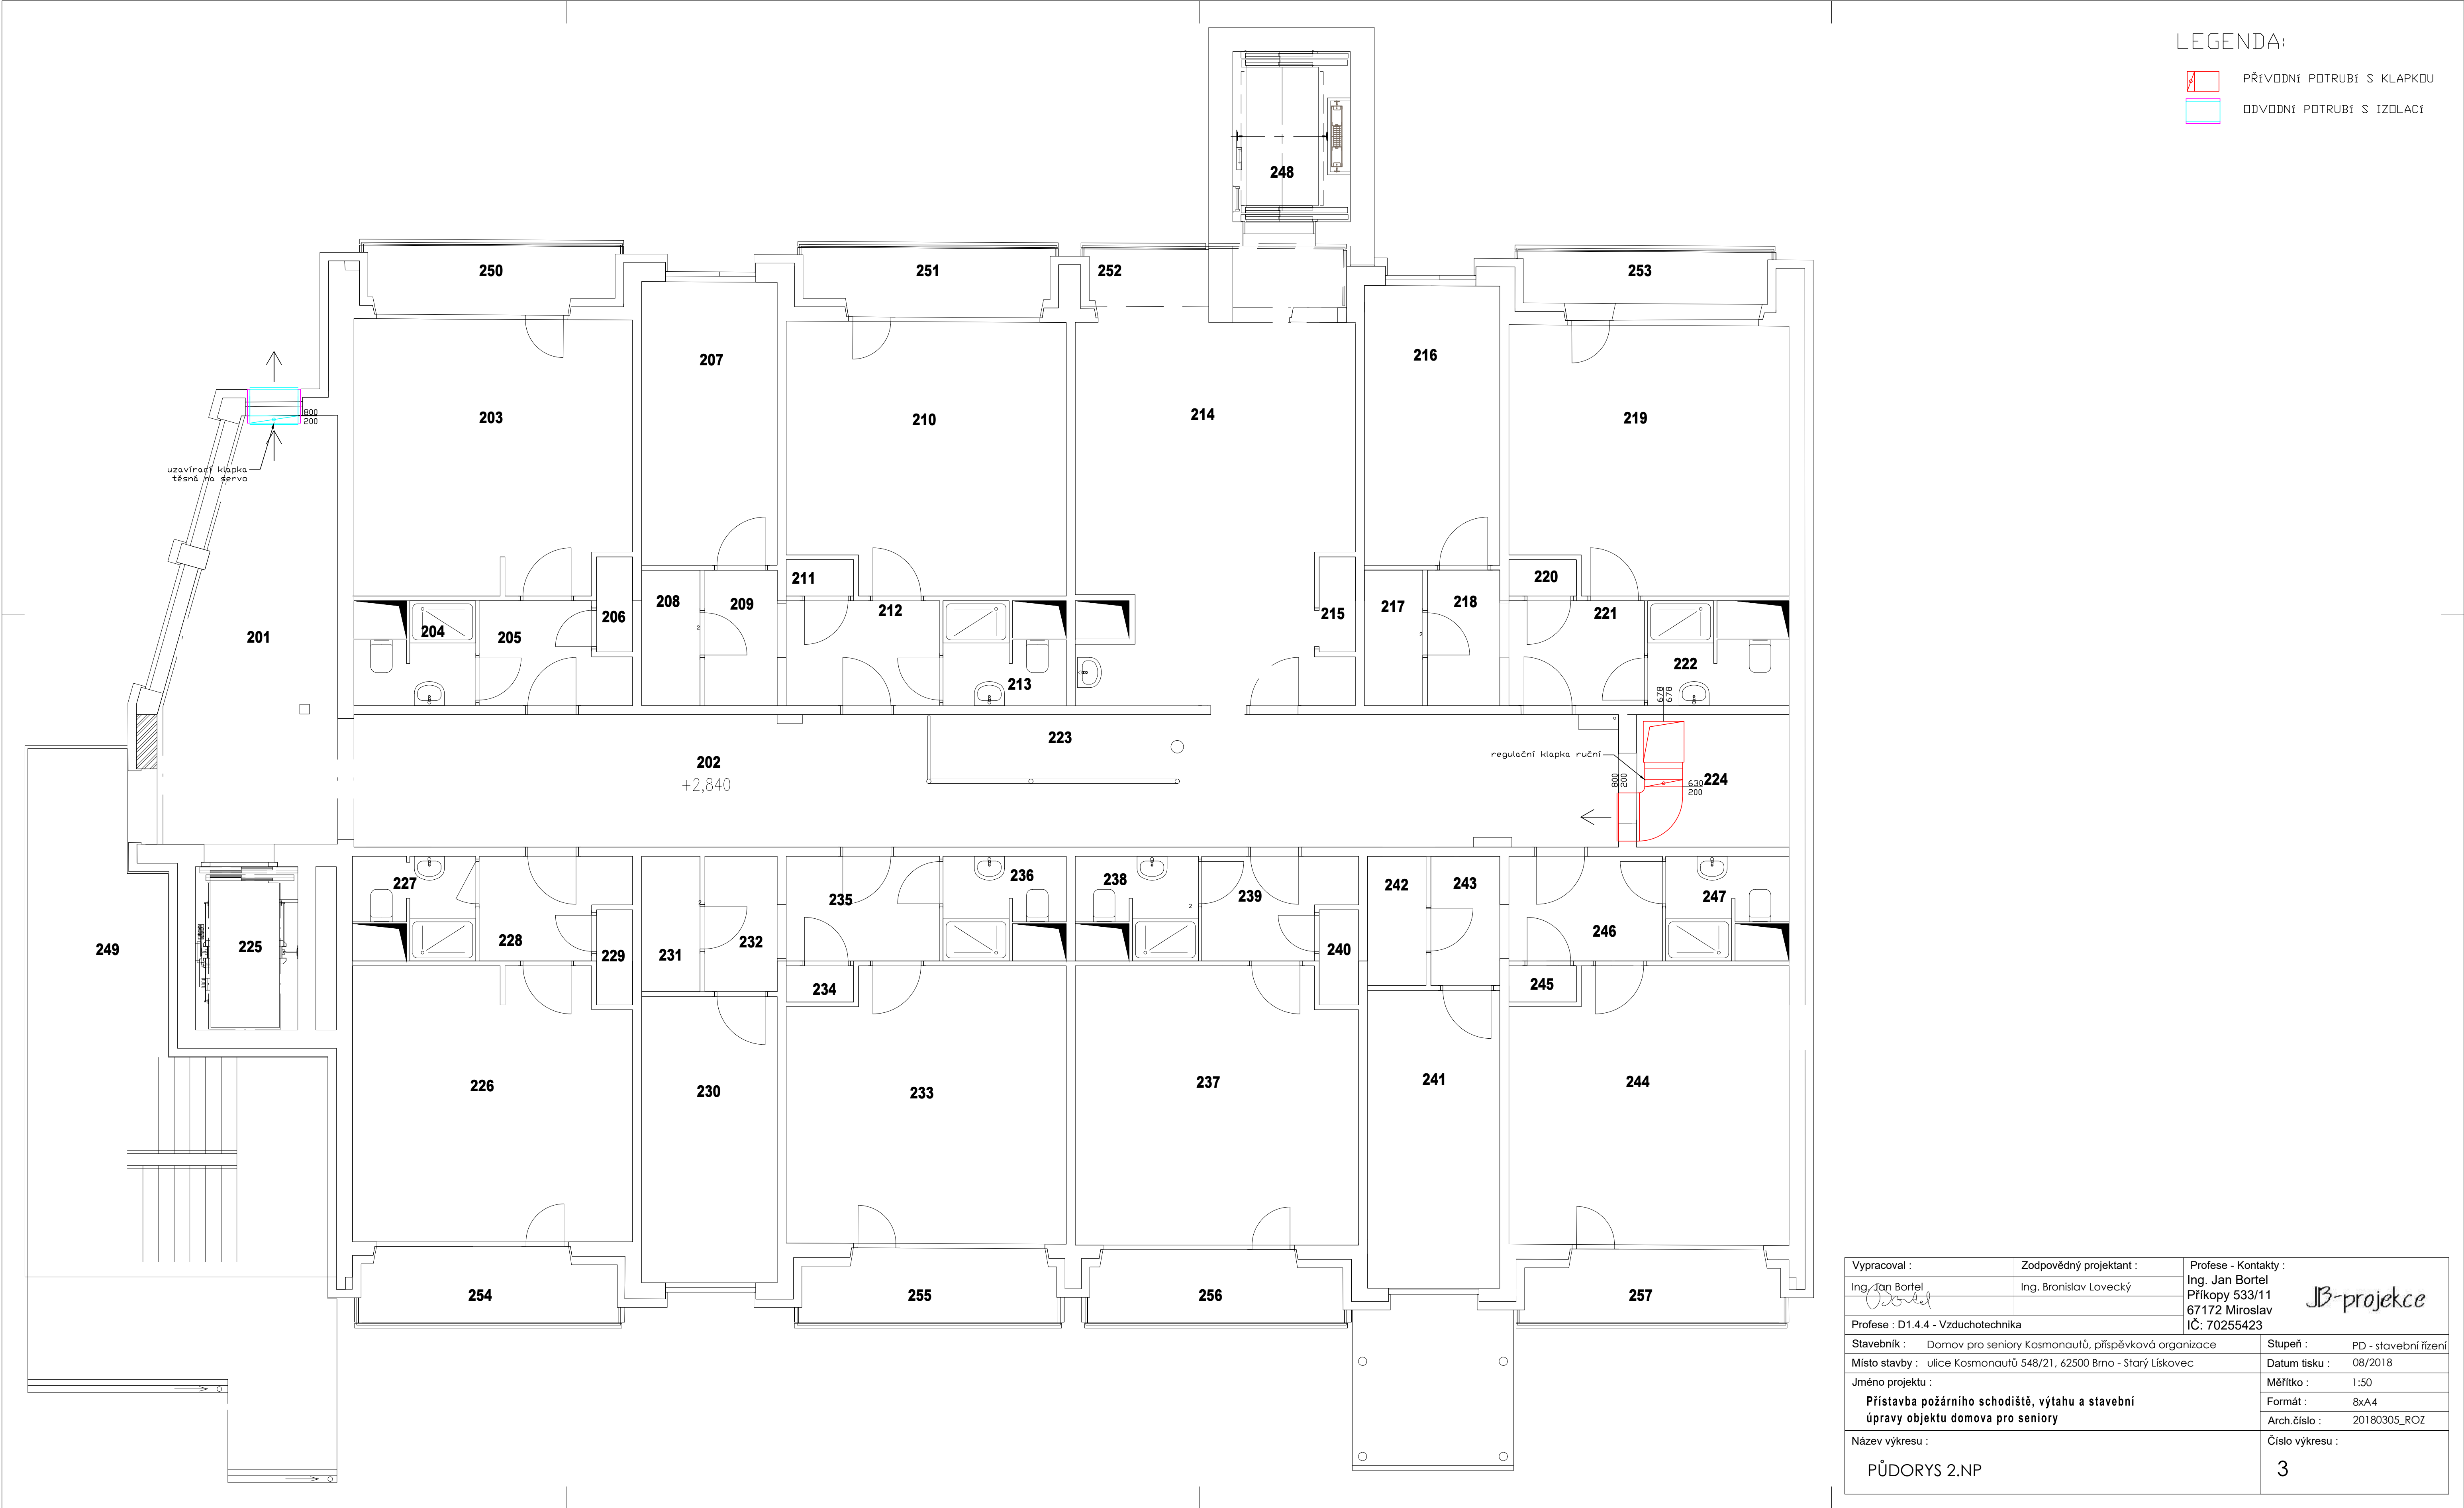 LEGENDA:
PŘÍVODNÍ POTRUBÍ S KLAPKOU
ODVODNÍ POTRUBÍ S IZOLACÍ
248
250
251
252
253
207
216
203
210
214
219
800
200
uzavírací klapka
těsná na servo
211
220
206
208
209
212
215
217
218
221
204
205
201
2
2
222
213
678
678
223
202
+2,840
regulační klapka ruční
800
200
630
200
224
227
235
236
238
239
242
243
247
2
2
228
229
231
232
240
246
249
225
234
245
226
230
233
237
241
244
254
255
256
257
Vypracoval :
Zodpovědný projektant :
Profese - Kontakty :
Ing. Jan Bortel
Ing. Bronislav Lovecký
Ing. Jan Bortel
Příkopy 533/11
67172 Miroslav
IČ: 70255423
JB-projekce
Bortel
Profese : D1.4.4 - Vzduchotechnika
Stavebník : Domov pro seniory Kosmonautů, příspěvková organizace
Stupeň : PD - stavební řízení
Místo stavby : ulice Kosmonautů 548/21, 62500 Brno - Starý Lískovec
Datum tisku : 08/2018
Jméno projektu :
Měřítko : 1:50
Přístavba požárního schodiště, výtahu a stavební
úpravy objektu domova pro seniory
Formát : 8xA4
Arch.číslo : 20180305_ROZ
Název výkresu :
Číslo výkresu :
PŮDORYS 2.NP
3